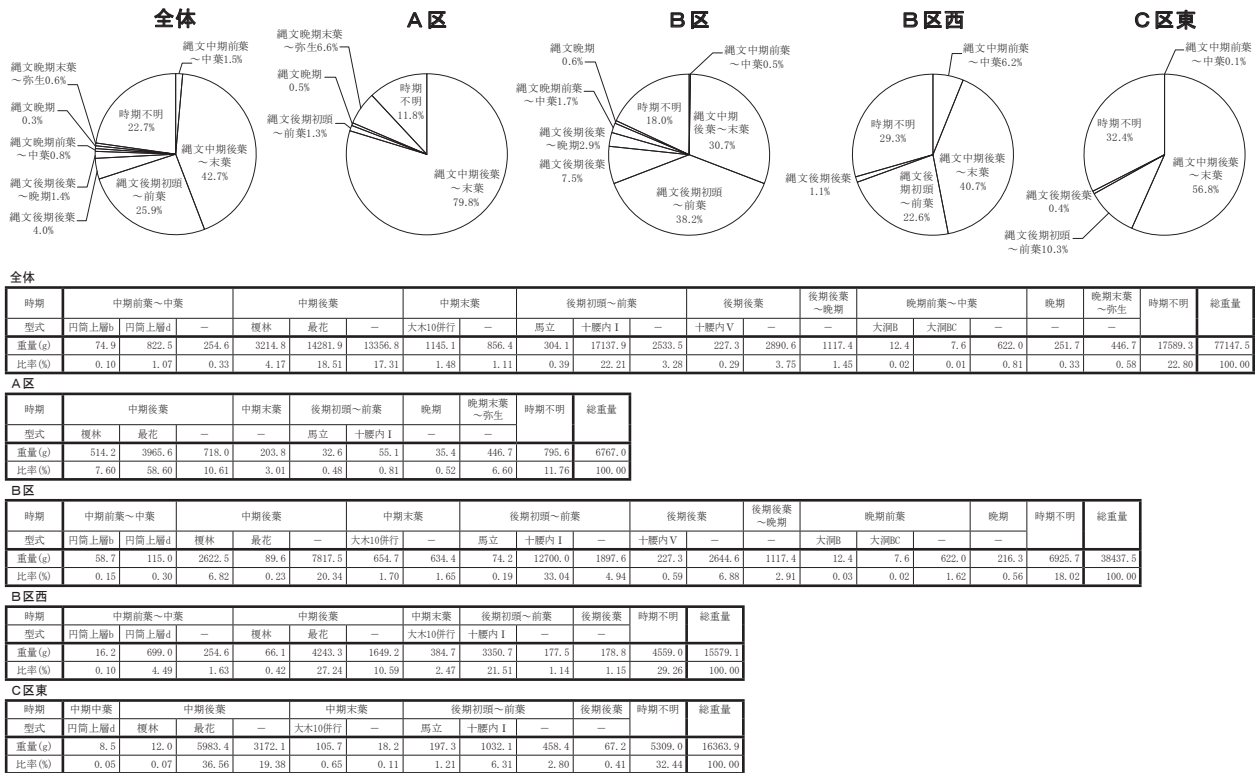 全体
縄文中期前葉
～中葉1.5%
縄文中期後葉
～末葉
42.7%
縄文後期初頭
～前葉
25.9%
縄文後期後葉
4.0%
縄文後期後葉
～晩期1.4%
縄文晩期前葉
～中葉0.8%
縄文晩期
0.3%
縄文晩期末葉
～弥生0.6%
時期不明
22.7%
A区
縄文晩期末葉
～弥生6.6%
縄文晩期
0.5%
縄文後期初頭
～前葉1.3%
時期
不明
11.8%
縄文中期後葉
～末葉
79.8%
B区
縄文晩期
0.6%
縄文晩期前葉
～中葉1.7%
縄文後期後葉
～晩期2.9%
縄文後期後葉
7.5%
時期不明
18.0%
縄文中期前葉
～中葉0.5%
縄文中期
後葉～末葉
30.7%
縄文後期初頭
～前葉
38.2%
B区西
縄文中期前葉
～中葉6.2%
時期不明
29.3%
縄文中期後葉
～末葉
40.7%
縄文後
期初頭
～前葉
22.6%
縄文後期後葉
1.1%
C区東
縄文中期前葉
～中葉0.1%
時期不明
32.4%
縄文中期後葉
～末葉
56.8%
縄文後期後葉
0.4%
縄文後期初頭
～前葉10.3%
全体
時期 中期前葉～中葉 中期後葉 中期末葉 後期初頭～前葉 後期後葉 後期後葉～晩期 晩期前葉～中葉 晩期 晩期末葉～弥生 時期不明 総重量
型式 円筒上層b 円筒上層d － 榎林 最花 － 大木10併行 － 馬立 十腰内Ⅰ － 十腰内Ⅴ － － 大洞B 大洞BC － － －
重量(g) 74.9 822.5 254.6 3214.8 14281.9 13356.8 1145.1 856.4 304.1 17137.9 2533.5 227.3 2890.6 1117.4 12.4 7.6 622.0 251.7 446.7 17589.3 77147.5
比率(%) 0.10 1.07 0.33 4.17 18.51 17.31 1.48 1.11 0.39 22.21 3.28 0.29 3.75 1.45 0.02 0.01 0.81 0.33 0.58 22.80 100.00
A区
時期 中期後葉 中期末葉 後期初頭～前葉 晩期 晩期末葉～弥生 時期不明 総重量
型式 榎林 最花 － － 馬立 十腰内Ⅰ － －
重量(g) 514.2 3965.6 718.0 203.8 32.6 55.1 35.4 446.7 795.6 6767.0
比率(%) 7.60 58.60 10.61 3.01 0.48 0.81 0.52 6.60 11.76 100.00
B区
時期 中期前葉～中葉 中期後葉 中期末葉 後期初頭～前葉 後期後葉 後期後葉～晩期 晩期前葉 晩期 時期不明 総重量
型式 円筒上層b 円筒上層d 榎林 最花 － 大木10併行 － 馬立 十腰内Ⅰ － 十腰内Ⅴ － － 大洞B 大洞BC － －
重量(g) 58.7 115.0 2622.5 89.6 7817.5 654.7 634.4 74.2 12700.0 1897.6 227.3 2644.6 1117.4 12.4 7.6 622.0 216.3 6925.7 38437.5
比率(%) 0.15 0.30 6.82 0.23 20.34 1.70 1.65 0.19 33.04 4.94 0.59 6.88 2.91 0.03 0.02 1.62 0.56 18.02 100.00
B区西
時期 中期前葉～中葉 中期後葉 中期末葉 後期初頭～前葉 後期後葉 時期不明 総重量
型式 円筒上層b 円筒上層d － 榎林 最花 － 大木10併行 十腰内Ⅰ － －
重量(g) 16.2 699.0 254.6 66.1 4243.3 1649.2 384.7 3350.7 177.5 178.8 4559.0 15579.1
比率(%) 0.10 4.49 1.63 0.42 27.24 10.59 2.47 21.51 1.14 1.15 29.26 100.00
C区東
時期 中期中葉 中期後葉 中期末葉 後期初頭～前葉 後期後葉 時期不明 総重量
型式 円筒上層d 榎林 最花 － 大木10併行 － 馬立 十腰内Ⅰ － －
重量(g) 8.5 12.0 5983.4 3172.1 105.7 18.2 197.3 1032.1 458.4 67.2 5309.0 16363.9
比率(%) 0.05 0.07 36.56 19.38 0.65 0.11 1.21 6.31 2.80 0.41 32.44 100.00